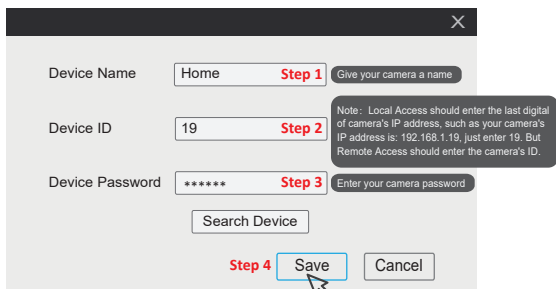 X
Device Name Home Step 1 Give your camera a name
Note: Local Access should enter the last digital
of camera's IP address, such as your camera's
Device ID 19 Step 2 IP address is: 192.168.1.19, just enter 19. But
Remote Access should enter the camera's ID.
Device Password ****** Step 3 Enter your camera password
Search Device
Step 4 Save Cancel